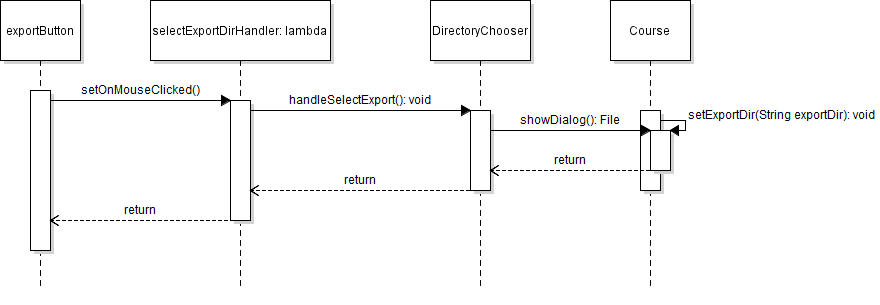 exportButton
selectExportDirHandler: lambda
DirectoryChooser
Course
setOnMouseClicked()
handleSelectExport(): void
showDialog(): File
setExportDir(String exportDir): void
return
return
return